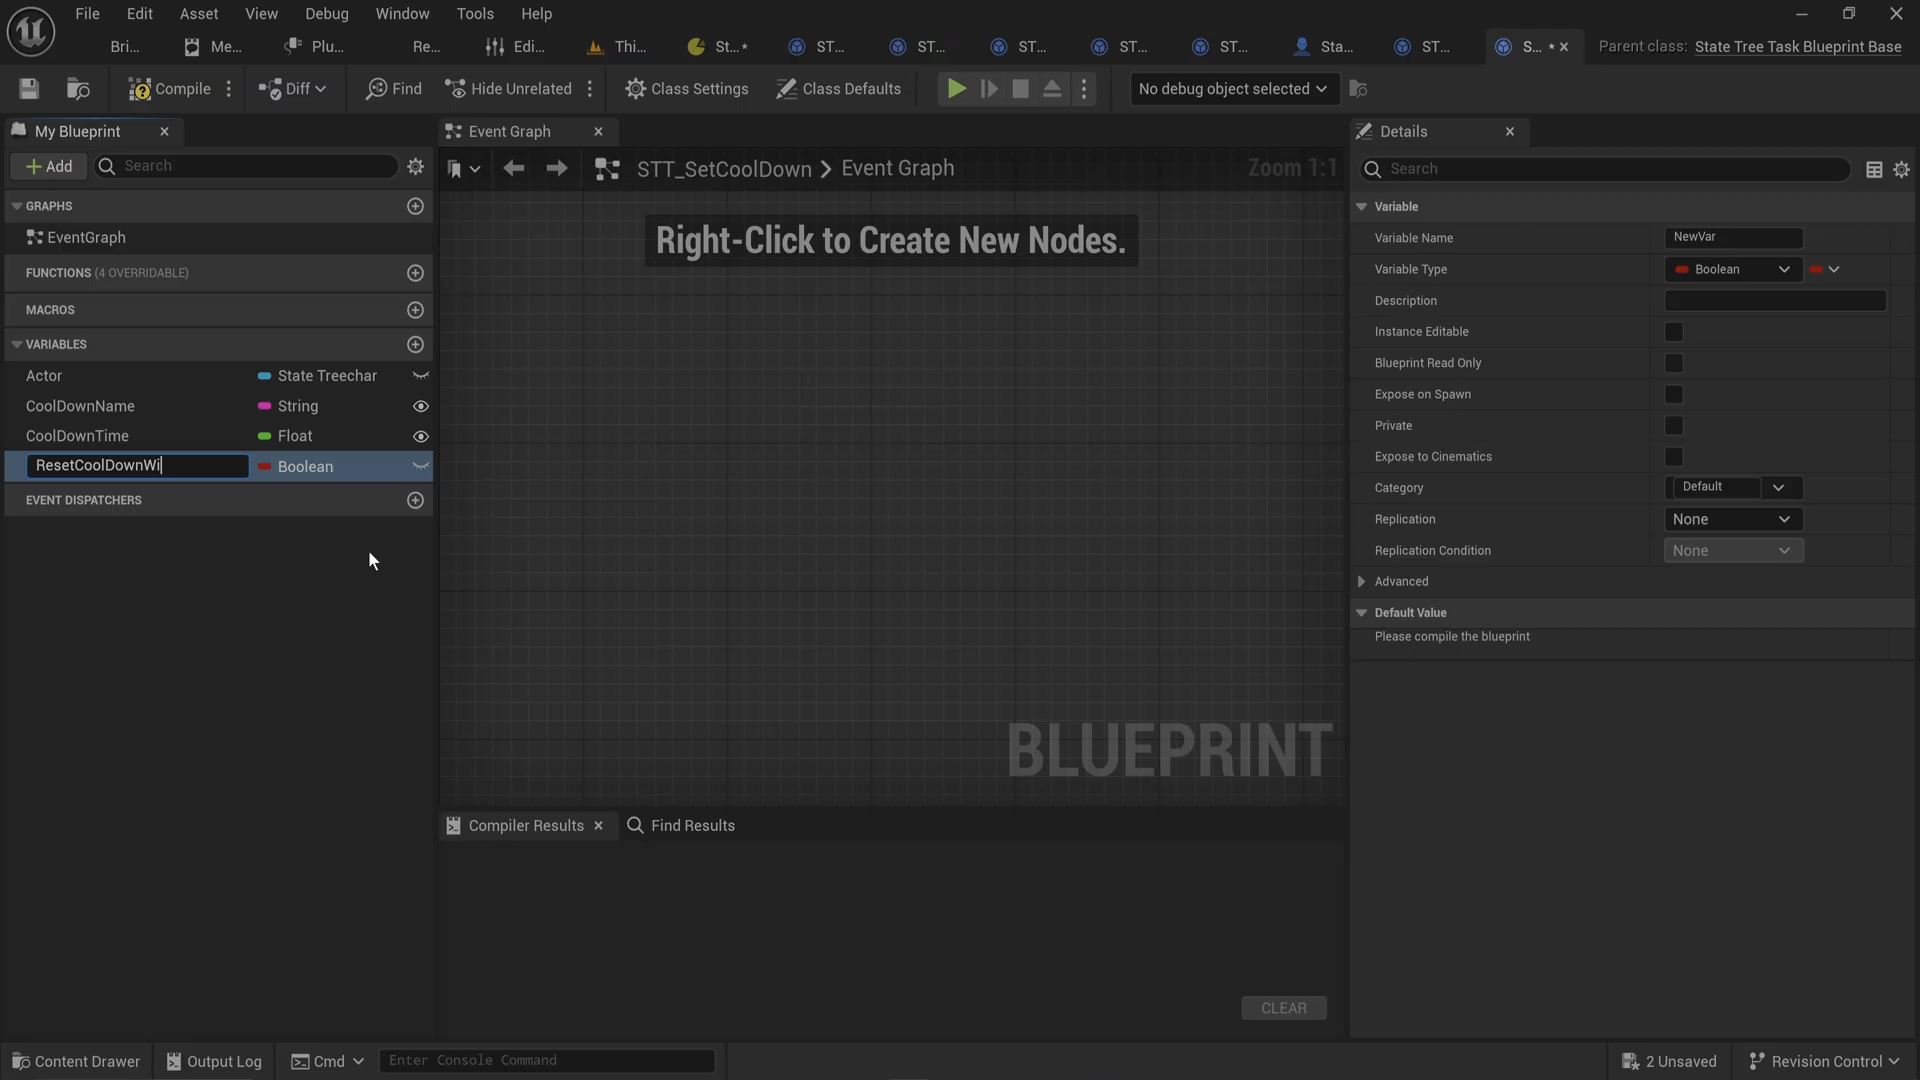 File Edit Asset View Debug Window Tools Help
Bri... Me... Plu... Re... Edi... Thi... St...* ST... ST... ST... ST... ST... Sta... ST... S... * Parent class: State Tree Task Blueprint Base
Compile Diff Find Hide Unrelated Class Settings Class Defaults No debug object selected
My Blueprint
Add Search
GRAPHS
EventGraph
FUNCTIONS (4 OVERRIDABLE)
MACROS
VARIABLES
Actor State Treechar
CoolDownName String
CoolDownTime Float
ResetCoolDownWi Boolean
EVENT DISPATCHERS
Event Graph
STT_SetCoolDown > Event Graph Zoom 1:1
Right-Click to Create New Nodes.
BLUEPRINT
Compiler Results Find Results
CLEAR
Details
Search
Variable
Variable Name NewVar
Variable Type Boolean
Description
Instance Editable
Blueprint Read Only
Expose on Spawn
Private
Expose to Cinematics
Category Default
Replication None
Replication Condition None
Advanced
Default Value
Please compile the blueprint
Content Drawer Output Log Cmd Enter Console Command 2 Unsaved Revision Control